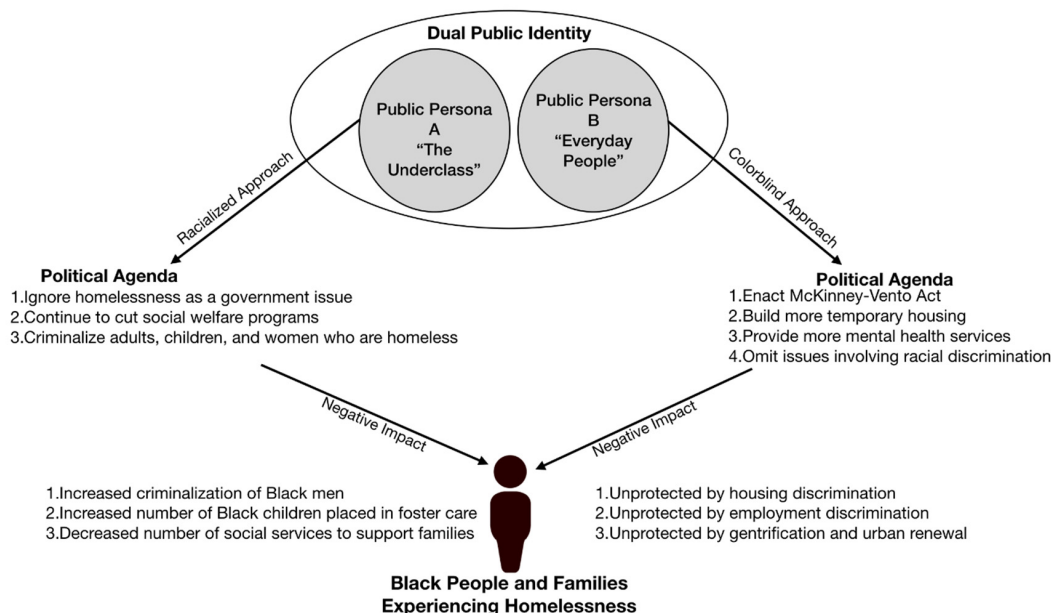 Dual Public Identity
Public Persona
A
“The
Underclass”
Public Persona
B
“Everyday
People”
Racialized Approach
Colorblind Approach
Political Agenda
1.Ignore homelessness as a government issue
2.Continue to cut social welfare programs
3.Criminalize adults, children, and women who are homeless
Political Agenda
1.Enact McKinney-Vento Act
2.Build more temporary housing
3.Provide more mental health services
4.Omit issues involving racial discrimination
Negative Impact
Negative Impact
1.Increased criminalization of Black men
2.Increased number of Black children placed in foster care
3.Decreased number of social services to support families
1.Unprotected by housing discrimination
2.Unprotected by employment discrimination
3.Unprotected by gentrification and urban renewal
Black People and Families
Experiencing Homelessness